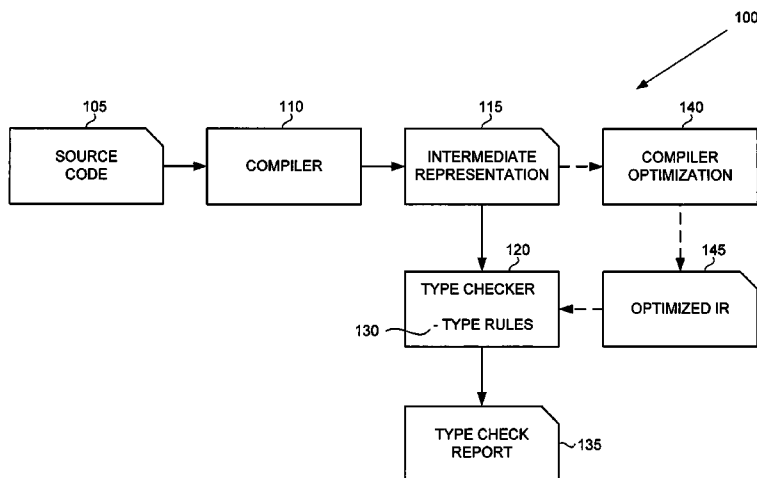 100
105
110
115
140
SOURCE
CODE
COMPILER
INTERMEDIATE
REPRESENTATION
COMPILER
OPTIMIZATION
120
145
TYPE CHECKER
130 - TYPE RULES
OPTIMIZED IR
TYPE CHECK
REPORT
135